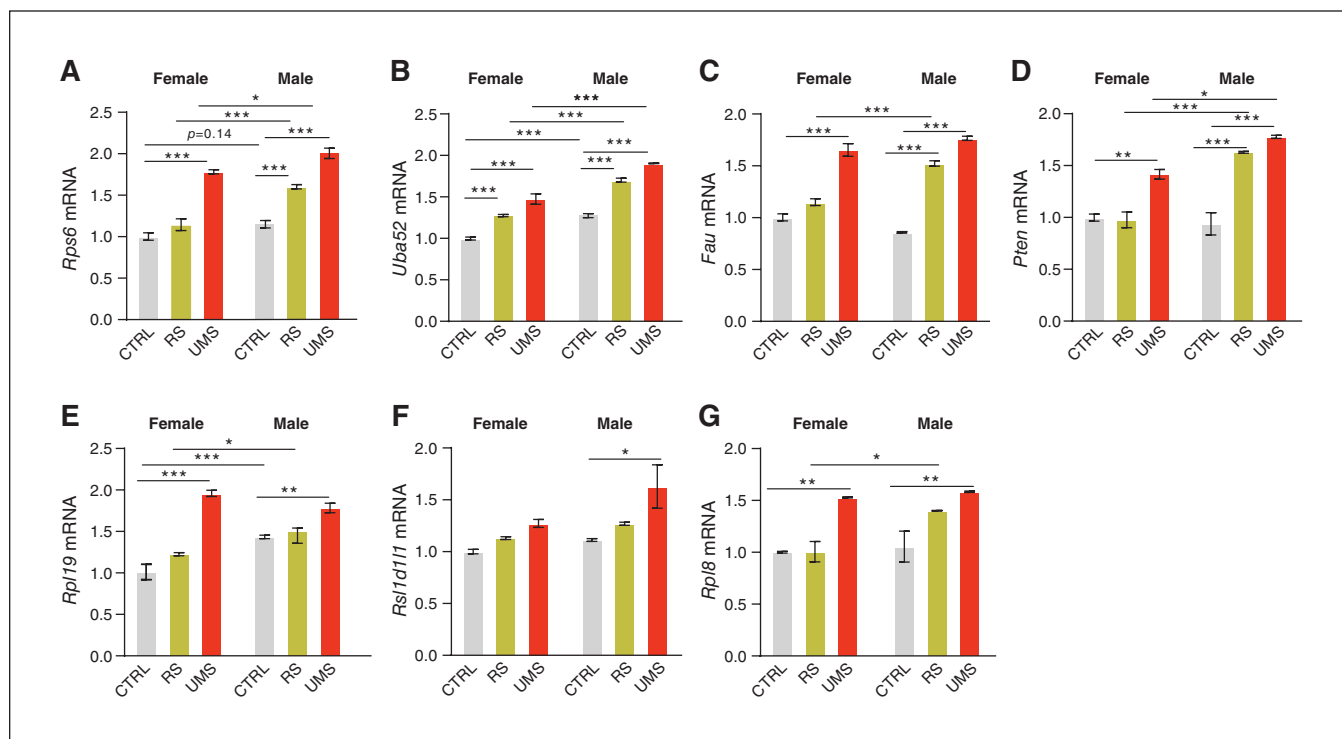 A
Female Male
*
***
p=0.14
***
***
***
Rps6 mRNA
2.5
2.0
1.5
1.0
2.5
0.0
CTRL RS UMS CTRL RS UMS
B
Female Male
***
***
***
***
***
***
***
Uba52 mRNA
2.5
2.0
1.5
1.0
2.5
0.0
CTRL RS UMS CTRL RS UMS
C
Female Male
***
***
***
***
Fau mRNA
2.0
1.5
1.0
2.5
0.0
CTRL RS UMS CTRL RS UMS
D
Female Male
*
***
***
**
***
Pten mRNA
2.0
1.5
1.0
2.5
0.0
CTRL RS UMS CTRL RS UMS
E
Female Male
*
***
***
**
Rpl19 mRNA
2.5
2.0
1.5
1.0
2.5
0.0
CTRL RS UMS CTRL RS UMS
F
Female Male
*
Rsl1d1l1 mRNA
2.0
1.5
1.0
2.5
0.0
CTRL RS UMS CTRL RS UMS
G
Female Male
*
**
**
Rpl8 mRNA
2.0
1.5
1.0
2.5
0.0
CTRL RS UMS CTRL RS UMS